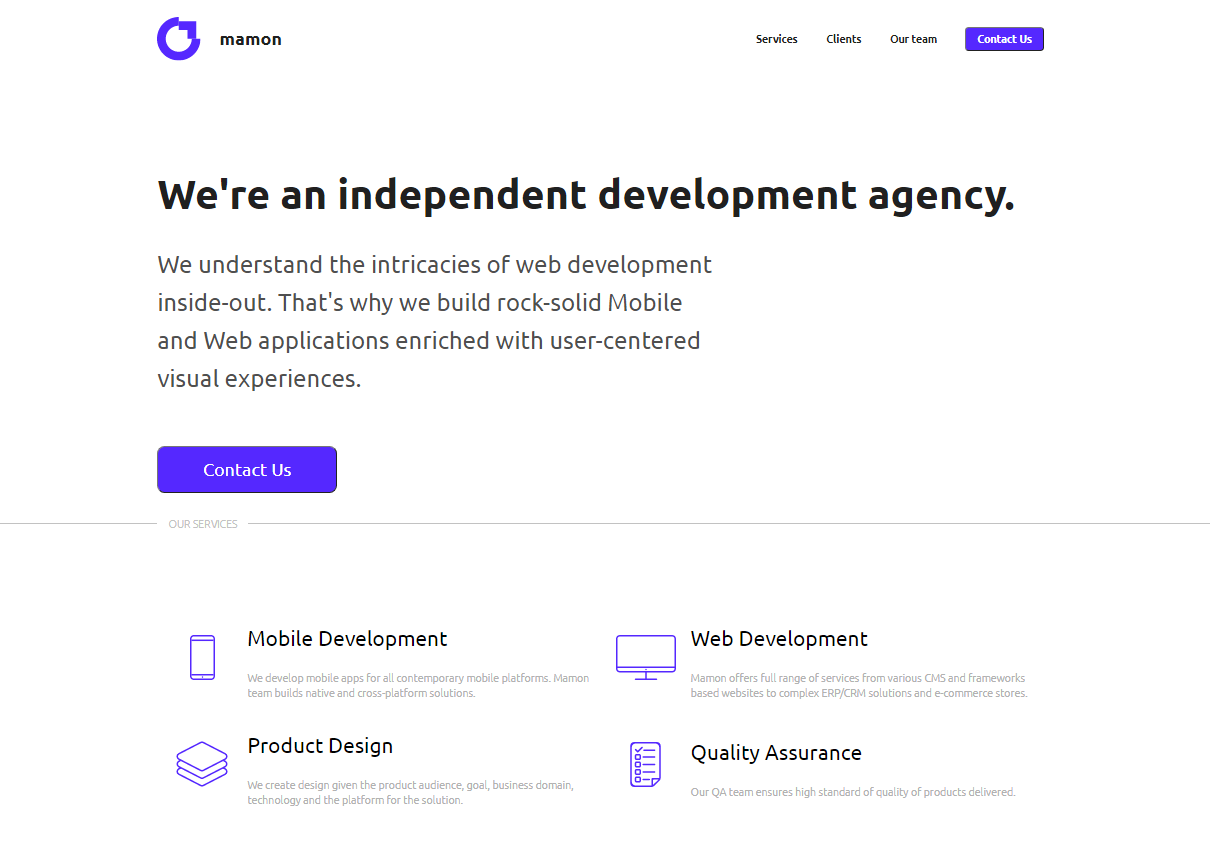 mamon
Services
Clients
Our team
Contact Us
We're an independent development agency.
We understand the intricacies of web development
inside-out. That's why we build rock-solid Mobile
and Web applications enriched with user-centered
visual experiences.
Contact Us
OUR SERVICES
Mobile Development
We develop mobile apps for all contemporary mobile platforms. Mamon
team builds native and cross-platform solutions.
Web Development
Mamon offers full range of services from various CMS and frameworks
based websites to complex ERP/CRM solutions and e-commerce stores.
Product Design
We create design given the product audience, goal, business domain,
technology and the platform for the solution.
Quality Assurance
Our QA team ensures high standard of quality of products delivered.